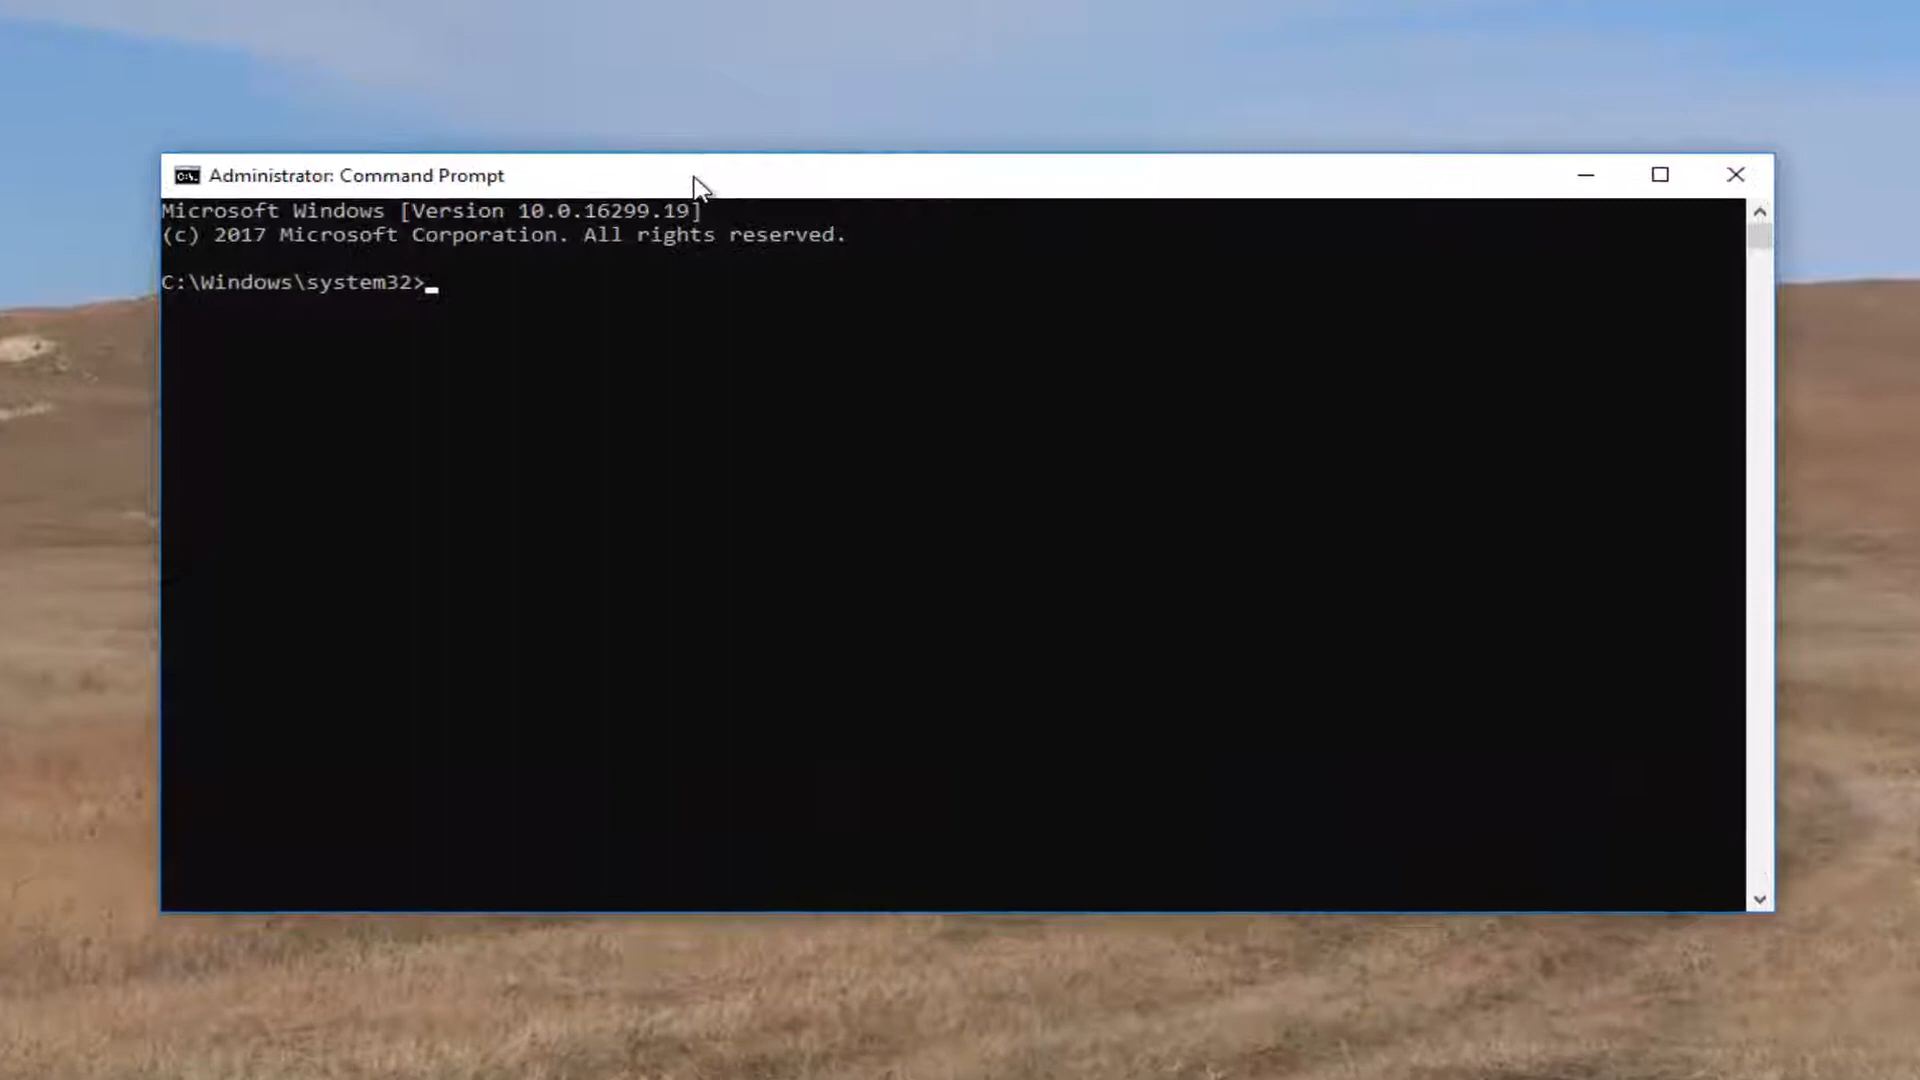 Administrator: Command Prompt
Microsoft Windows [Version 10.0.16299.19]
(c) 2017 Microsoft Corporation. All rights reserved.
C:\Windows\system32>